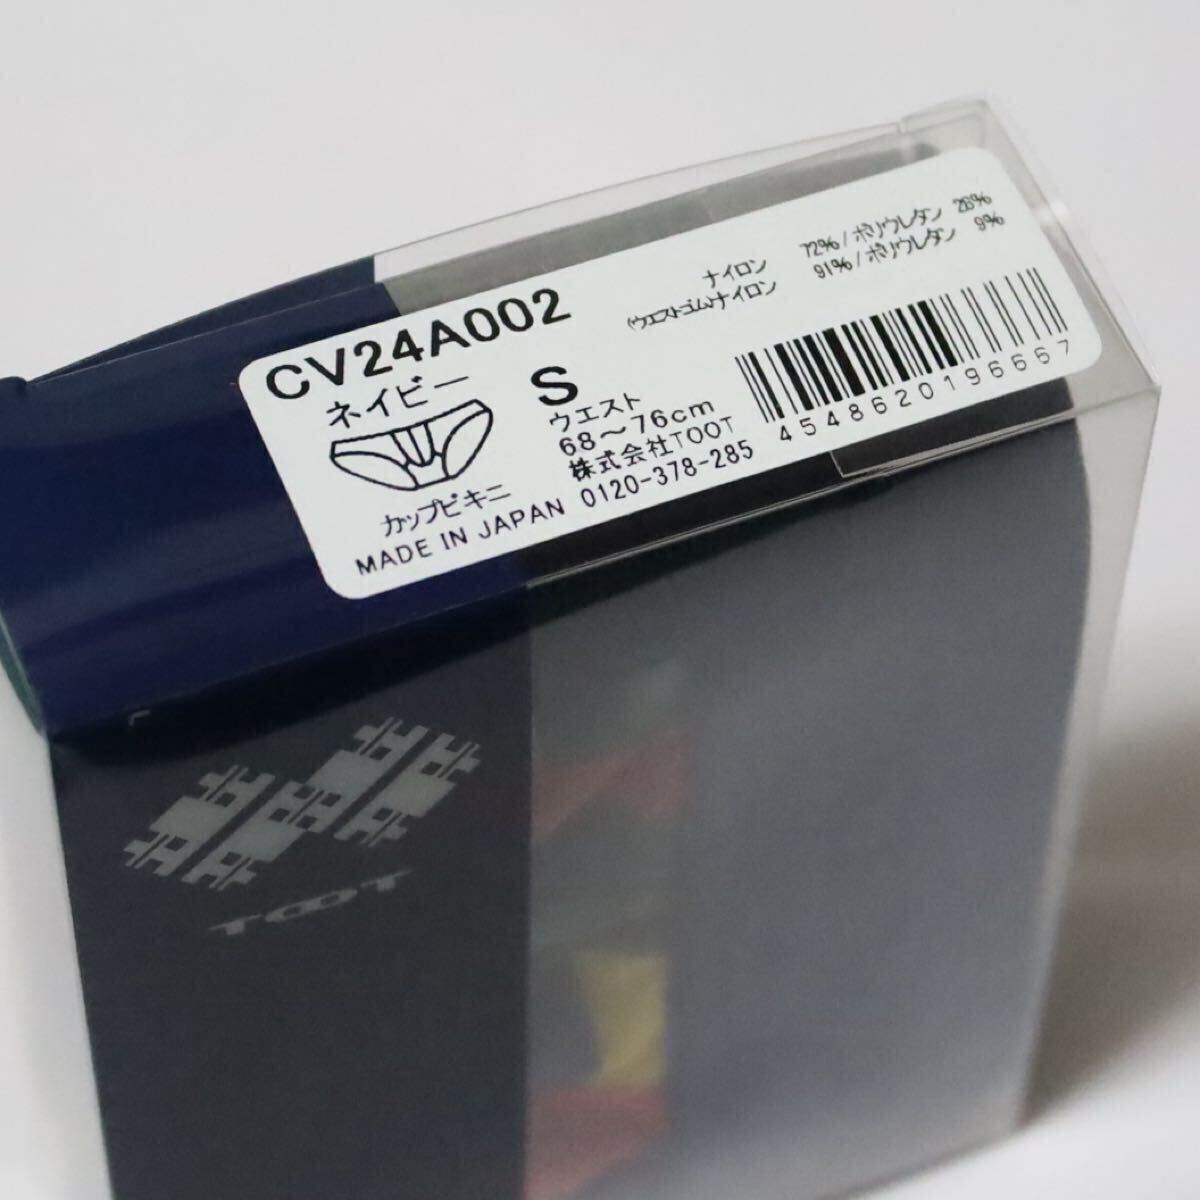 CV24A002
ネイビー
カップビキニ
MADE IN JAPAN
S
ウエスト
68～76cm
株式会社TOOT
0120-378-285
ナイロン 72%/ポリウレタン 28%
(ウエストゴム)ナイロン 91%/ポリウレタン 9%
4548620196667
TOOT